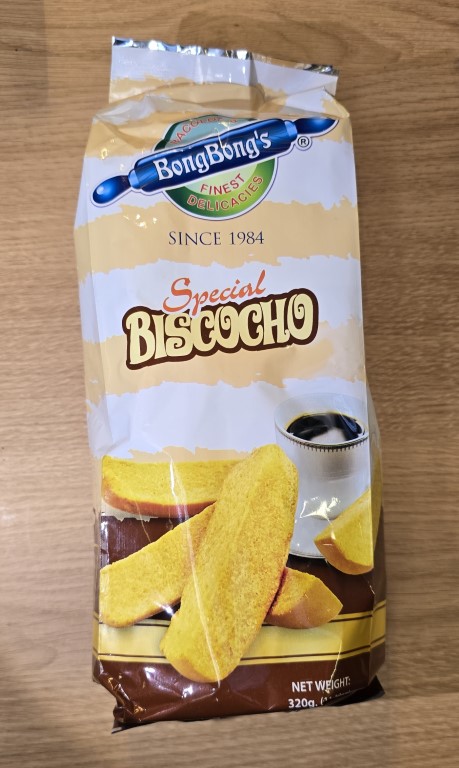 BongBong's
®
FINEST
DELICACIES
SINCE 1984
Special
BISCOCHO
NET WEIGHT:
320g.